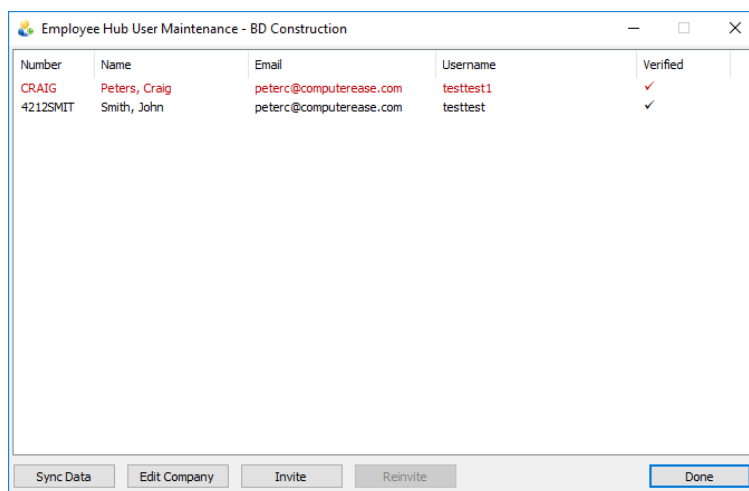 Employee Hub User Maintenance - BD Construction
Number Name Email Username Verified
CRAIG Peters, Craig peterc@computerease.com testtest1 ✓
4212SMIT Smith, John peterc@computerease.com testtest ✓
Sync Data Edit Company Invite Reinvite Done